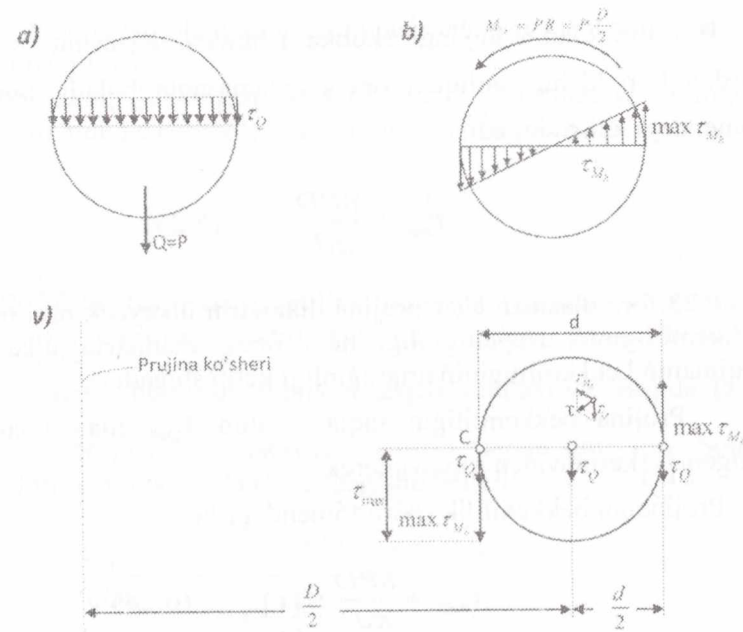 a)
τ_Q
Q=P
b)
M_b = P·R = P·D/2
max τ_Mb
τ_Mb
v)
Prujina ko'sheri
d
C
τ
τ_Q
τ_Q
τ_Q
τ_max
max τ_Mb
max τ_Mb
D/2
d/2